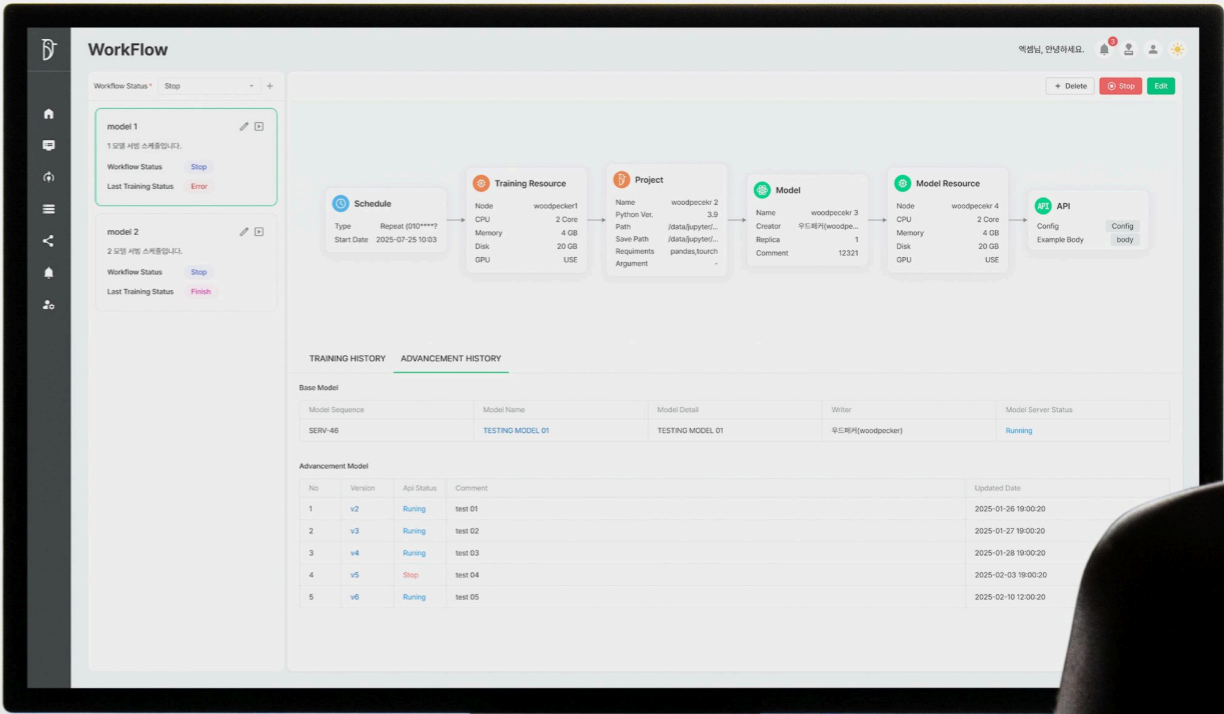 WorkFlow
엑셈님, 안녕하세요.
3
Workflow Status * Stop
+
+ Delete
Stop
Edit
model 1
1 모델 서빙 스케줄입니다.
Workflow Status Stop
Last Training Status Error
model 2
2 모델 서빙 스케줄입니다.
Workflow Status Stop
Last Training Status Finish
Schedule
Type Repeat (010****?
Start Date 2025-07-25 10:03
Training Resource
Node woodpecker1
CPU 2 Core
Memory 4 GB
Disk 20 GB
GPU USE
Project
Name woodpecekr 2
Python Ver. 3.9
Path /data/jupyter/...
Save Path /data/jupyter/...
Requiments pandas,tourch
Argument -
Model
Name woodpecekr 3
Creator 우드페커(woodpe...
Replica 1
Comment 12321
Model Resource
Node woodpecekr 4
CPU 2 Core
Memory 4 GB
Disk 20 GB
GPU USE
API API
Config Config
Example Body body
TRAINING HISTORY ADVANCEMENT HISTORY
Base Model
Model Sequence Model Name Model Detail Writer Model Server Status
SERV-46 TESTING MODEL 01 TESTING MODEL 01 우드페커(woodpecker) Running
Advancement Model
No Version Api Status Comment Updated Date
1 v2 Runing test 01 2025-01-26 19:00:20
2 v3 Runing test 02 2025-01-27 19:00:20
3 v4 Runing test 03 2025-01-28 19:00:20
4 v5 Stop test 04 2025-02-03 19:00:20
5 v6 Runing test 05 2025-02-10 12:00:20